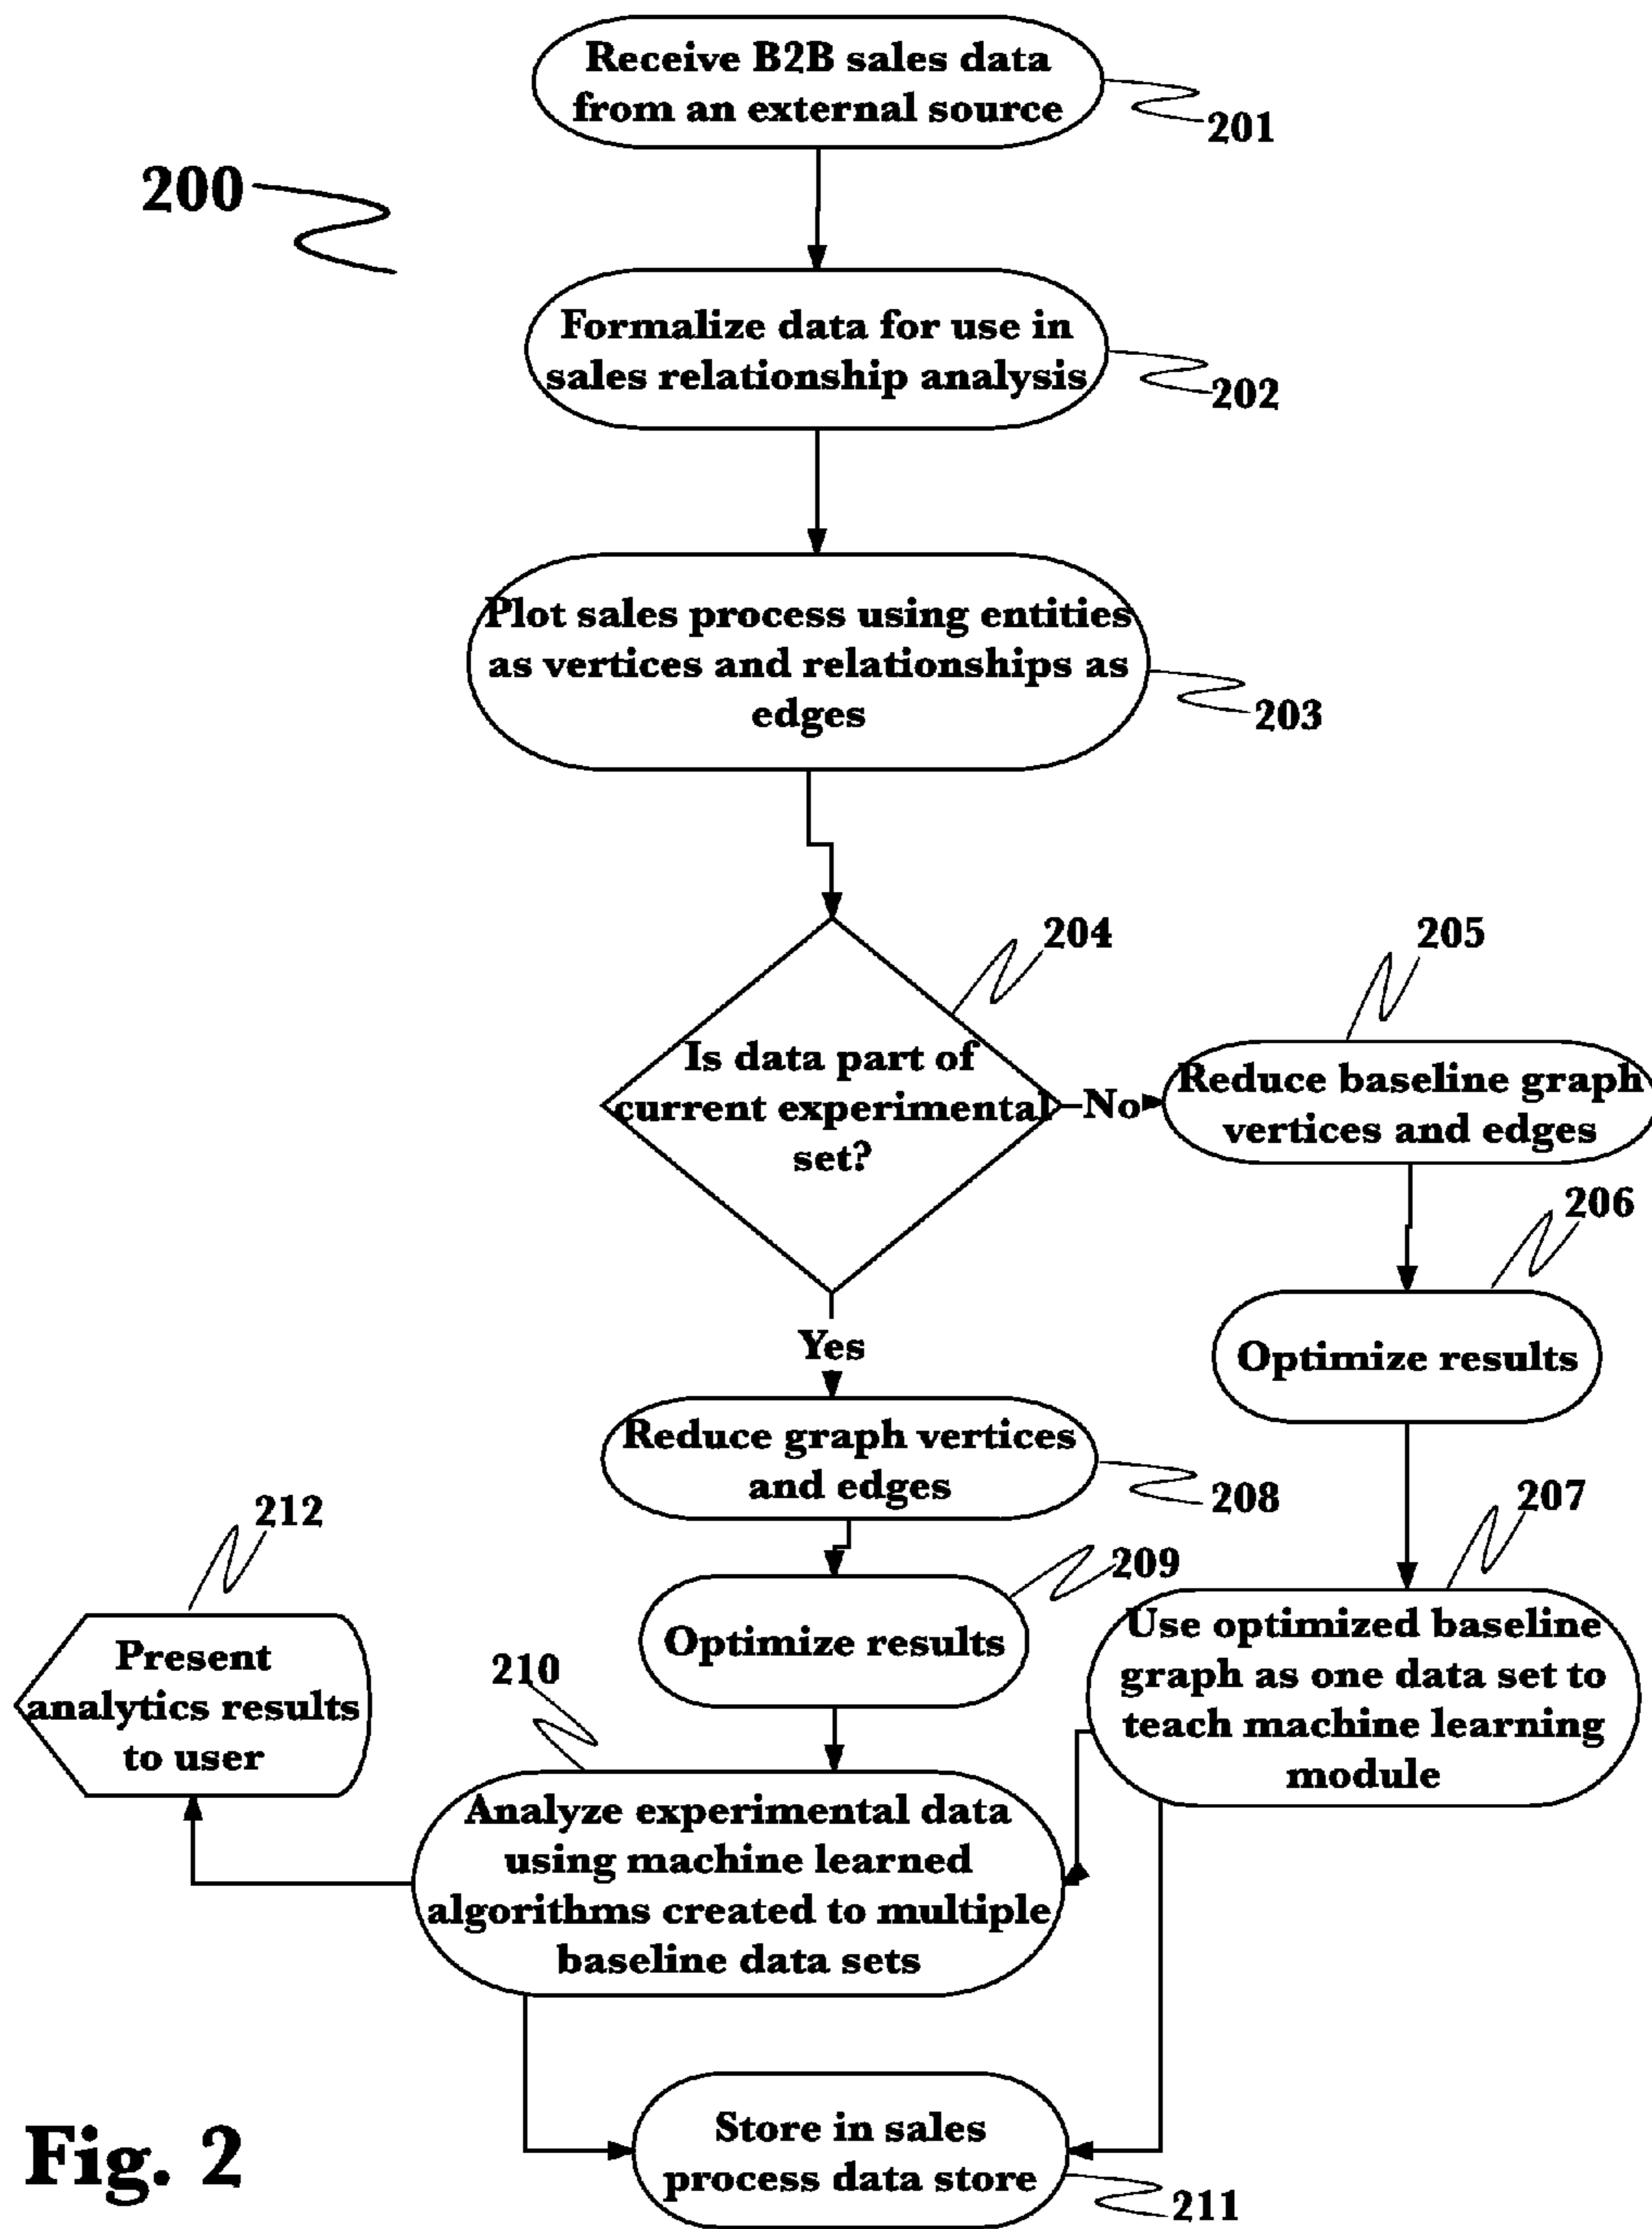 Receive B2B sales data
from an external source
201
200
Formalize data for use in
sales relationship analysis
202
Plot sales process using entities
as vertices and relationships as
edges
203
204
205
Is data part of
current experimental
set?
No
Reduce baseline graph
vertices and edges
206
Optimize results
Yes
Reduce graph vertices
and edges
208
207
212
209
Optimize results
210
Use optimized baseline
graph as one data set to
teach machine learning
module
Present
analytics results
to user
Analyze experimental data
using machine learned
algorithms created to multiple
baseline data sets
Store in sales
process data store
211
Fig. 2